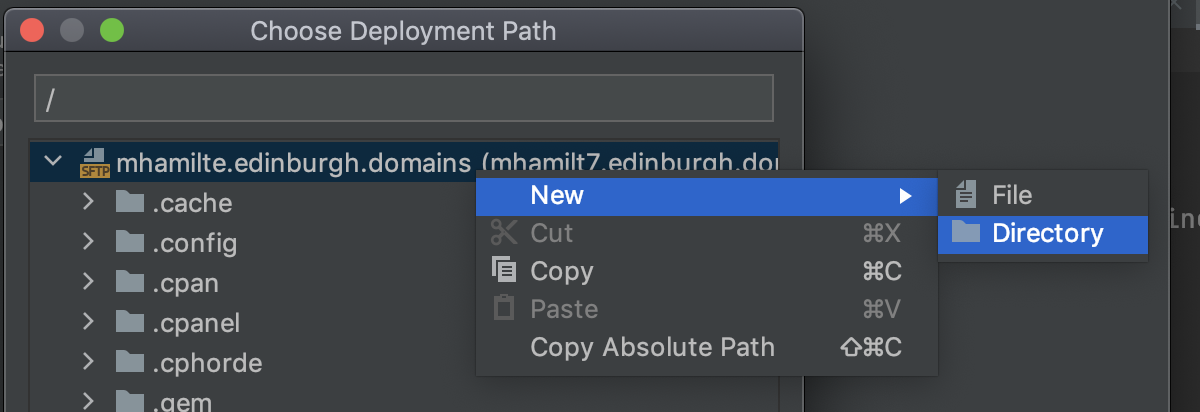 Choose Deployment Path
/
SFTP mhamilte.edinburgh.domains (mhamilt7.edinburgh.do
.cache
.config
.cpan
.cpanel
.cphorde
.gem
New
Cut ⌘X
Copy ⌘C
Paste ⌘V
Copy Absolute Path ⇧⌘C
File
Directory